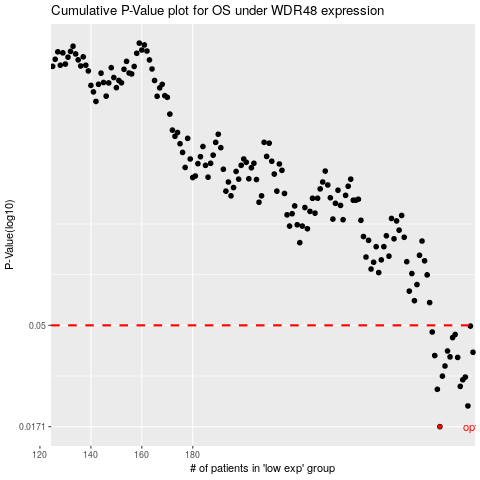 Cumulative P-Value plot for OS under WDR48 expression
P-Value(log10)
0.05
0.0171
op
120 140 160 180
# of patients in 'low exp' group